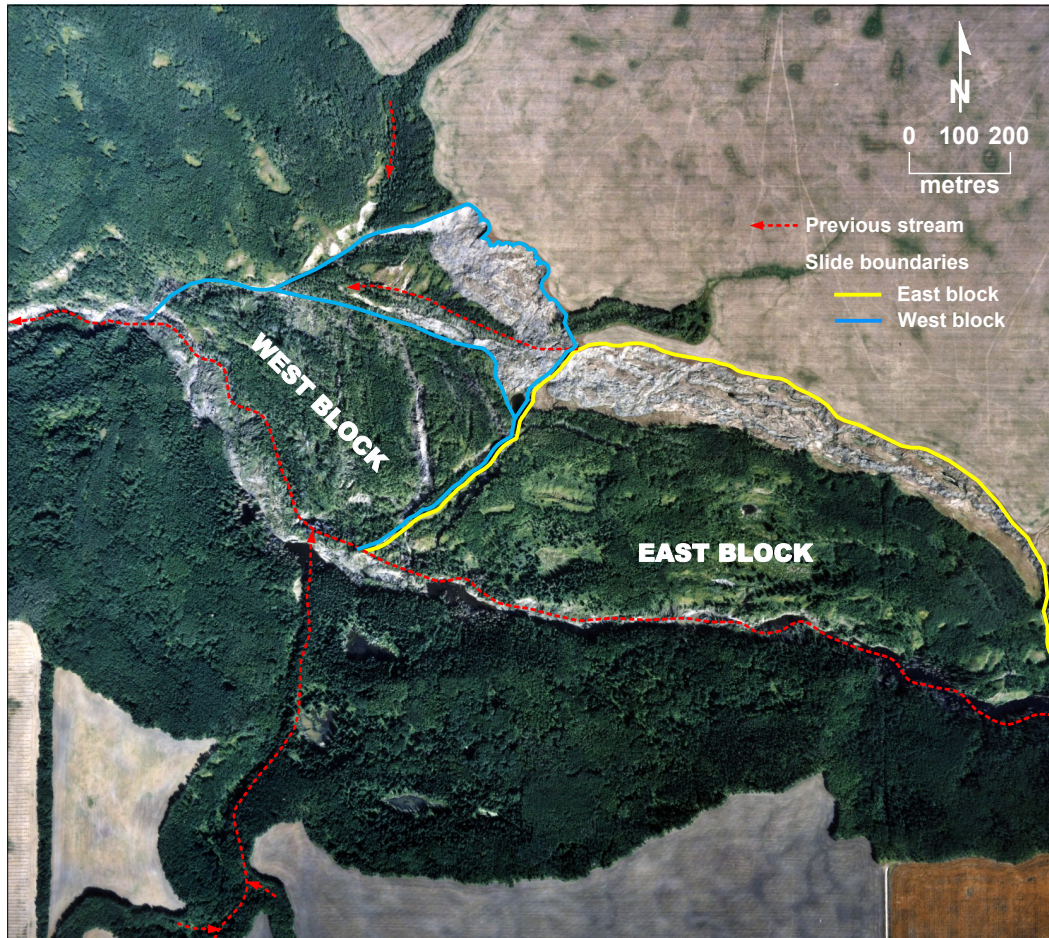 N
0 100 200
metres
Previous stream
Slide boundaries
East block
West block
WEST BLOCK
EAST BLOCK